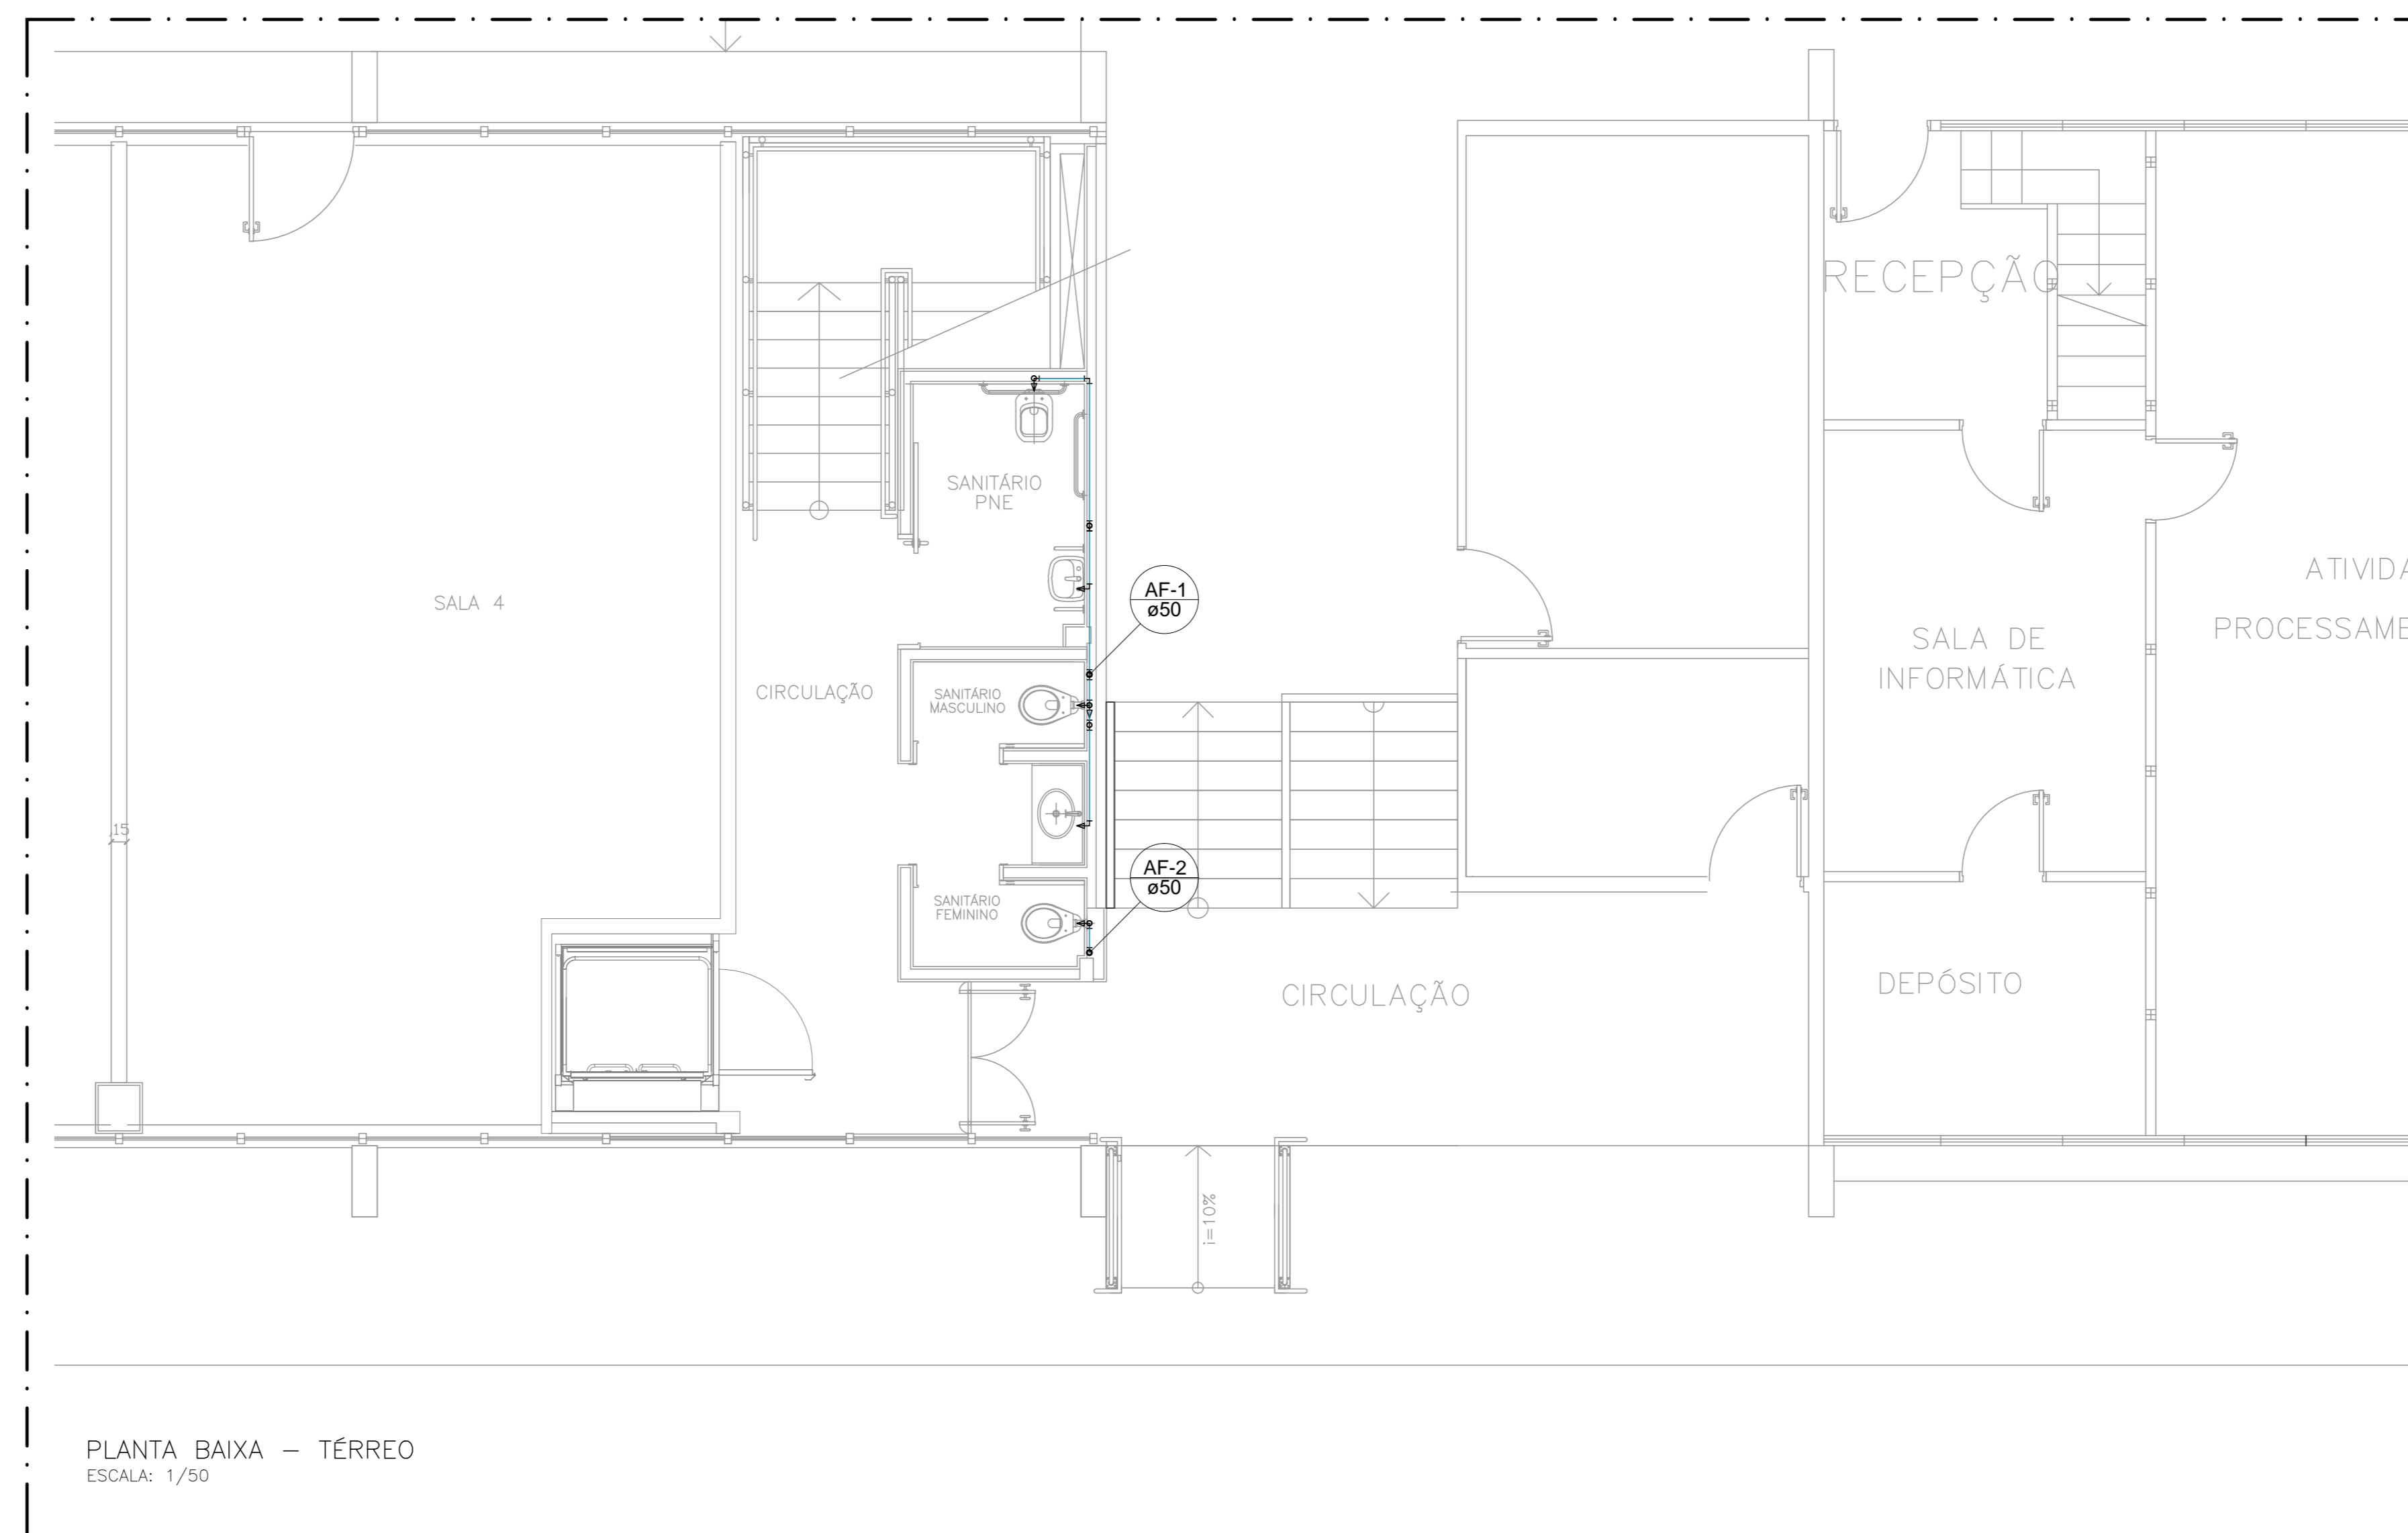 RECEPÇÃO
SANITÁRIO
PNE
SALA 4
AF-1
ø50
ATIVIDA
PROCESSAME
SALA DE
INFORMÁTICA
CIRCULAÇÃO
SANITÁRIO
MASCULINO
15
AF-2
ø50
SANITÁRIO
FEMININO
CIRCULAÇÃO
DEPÓSITO
i=10%
PLANTA BAIXA – TÉRREO
ESCALA: 1/50